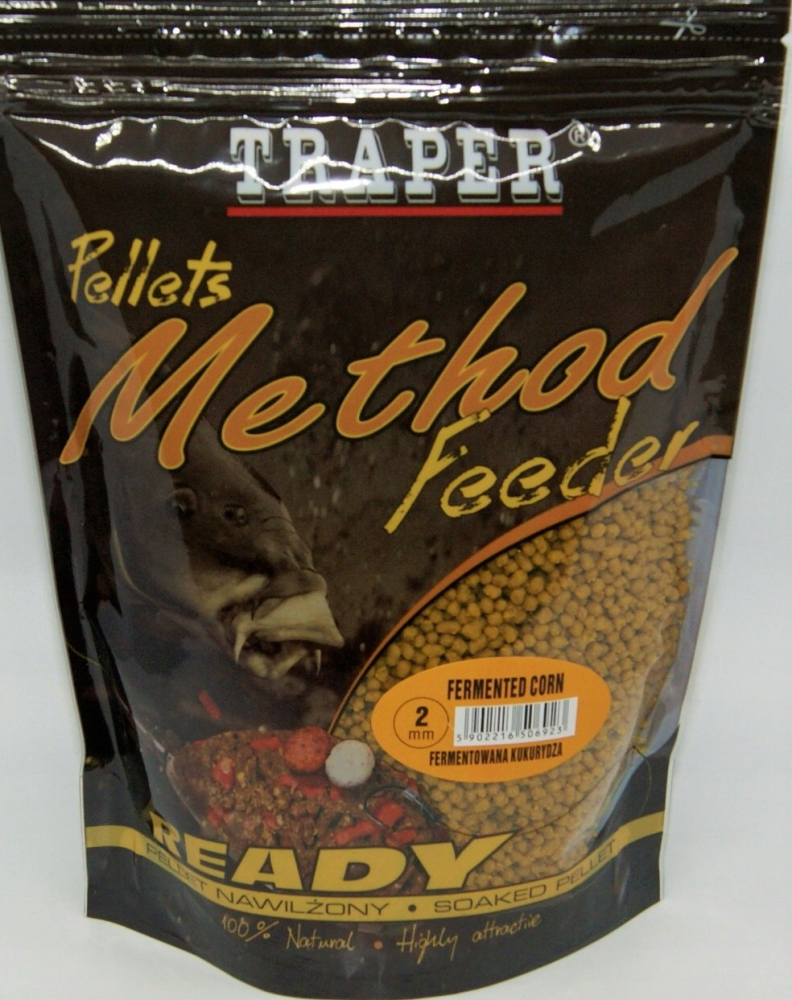 TRAPER®
Pellets
Method
Feeder
FERMENTED CORN
2
mm
5 902216 506923
FERMENTOWANA KUKURYDZA
READY
PELLET NAWILŻONY • SOAKED PELLET
100% Natural • Highly attractive